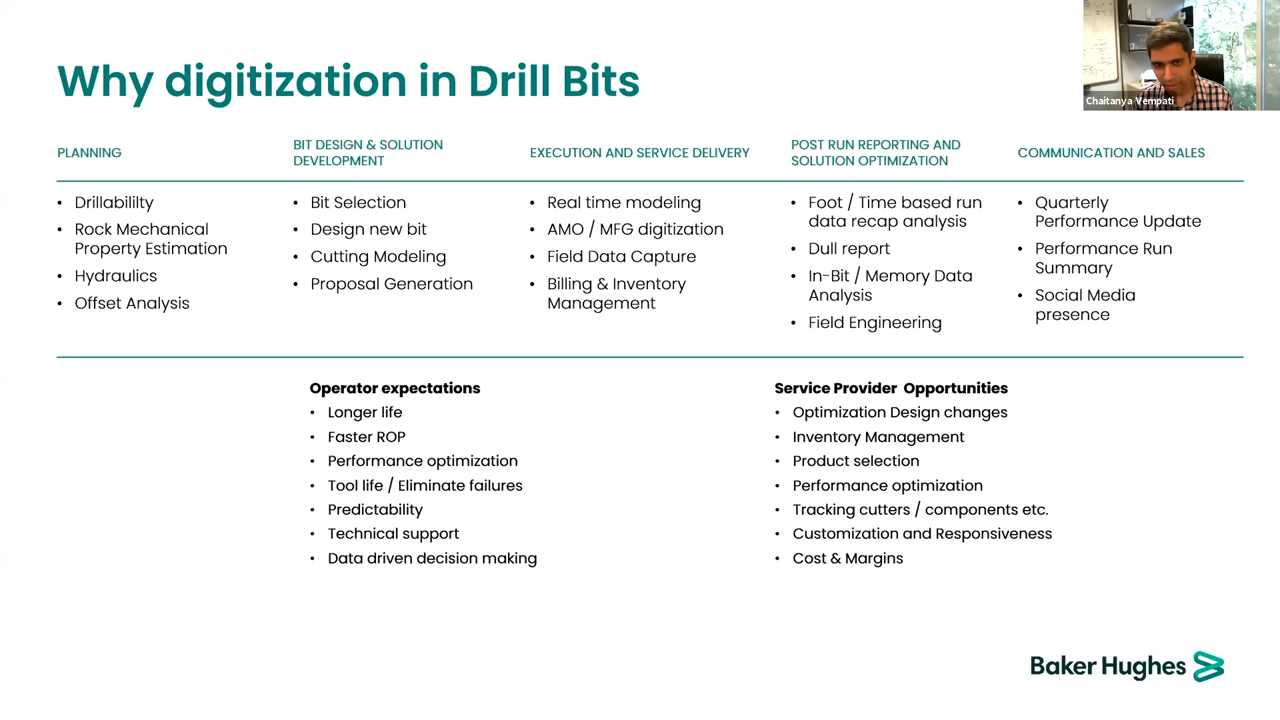 Why digitization in Drill Bits
Chaitanya Vempati
PLANNING
• Drillabililty
• Rock Mechanical
Property Estimation
• Hydraulics
• Offset Analysis
BIT DESIGN & SOLUTION
DEVELOPMENT
• Bit Selection
• Design new bit
• Cutting Modeling
• Proposal Generation
EXECUTION AND SERVICE DELIVERY
• Real time modeling
• AMO / MFG digitization
• Field Data Capture
• Billing & Inventory
Management
POST RUN REPORTING AND
SOLUTION OPTIMIZATION
• Foot / Time based run
data recap analysis
• Dull report
• In-Bit / Memory Data
Analysis
• Field Engineering
COMMUNICATION AND SALES
• Quarterly
Performance Update
• Performance Run
Summary
• Social Media
presence
Operator expectations
• Longer life
• Faster ROP
• Performance optimization
• Tool life / Eliminate failures
• Predictability
• Technical support
• Data driven decision making
Service Provider Opportunities
• Optimization Design changes
• Inventory Management
• Product selection
• Performance optimization
• Tracking cutters / components etc.
• Customization and Responsiveness
• Cost & Margins
Baker Hughes